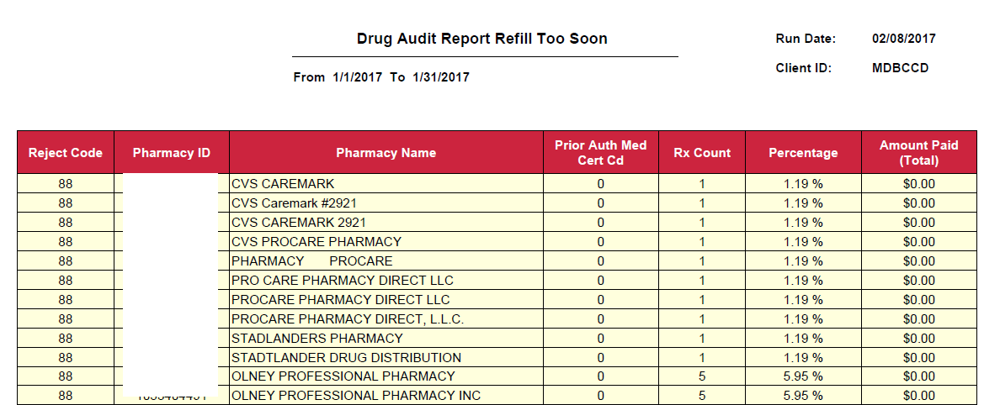 Drug Audit Report Refill Too Soon
Run Date: 02/08/2017
Client ID: MDBCCD
From 1/1/2017 To 1/31/2017
Reject Code Pharmacy ID Pharmacy Name Prior Auth Med Cert Cd Rx Count Percentage Amount Paid (Total)
88 CVS CAREMARK 0 1 1.19 % $0.00
88 CVS Caremark #2921 0 1 1.19 % $0.00
88 CVS CAREMARK 2921 0 1 1.19 % $0.00
88 CVS PROCARE PHARMACY 0 1 1.19 % $0.00
88 PHARMACY PROCARE 0 1 1.19 % $0.00
88 PRO CARE PHARMACY DIRECT LLC 0 1 1.19 % $0.00
88 PROCARE PHARMACY DIRECT LLC 0 1 1.19 % $0.00
88 PROCARE PHARMACY DIRECT, L.L.C. 0 1 1.19 % $0.00
88 STADLANDERS PHARMACY 0 1 1.19 % $0.00
88 STADTLANDER DRUG DISTRIBUTION 0 1 1.19 % $0.00
88 OLNEY PROFESSIONAL PHARMACY 0 5 5.95 % $0.00
88 OLNEY PROFESSIONAL PHARMACY INC 0 5 5.95 % $0.00